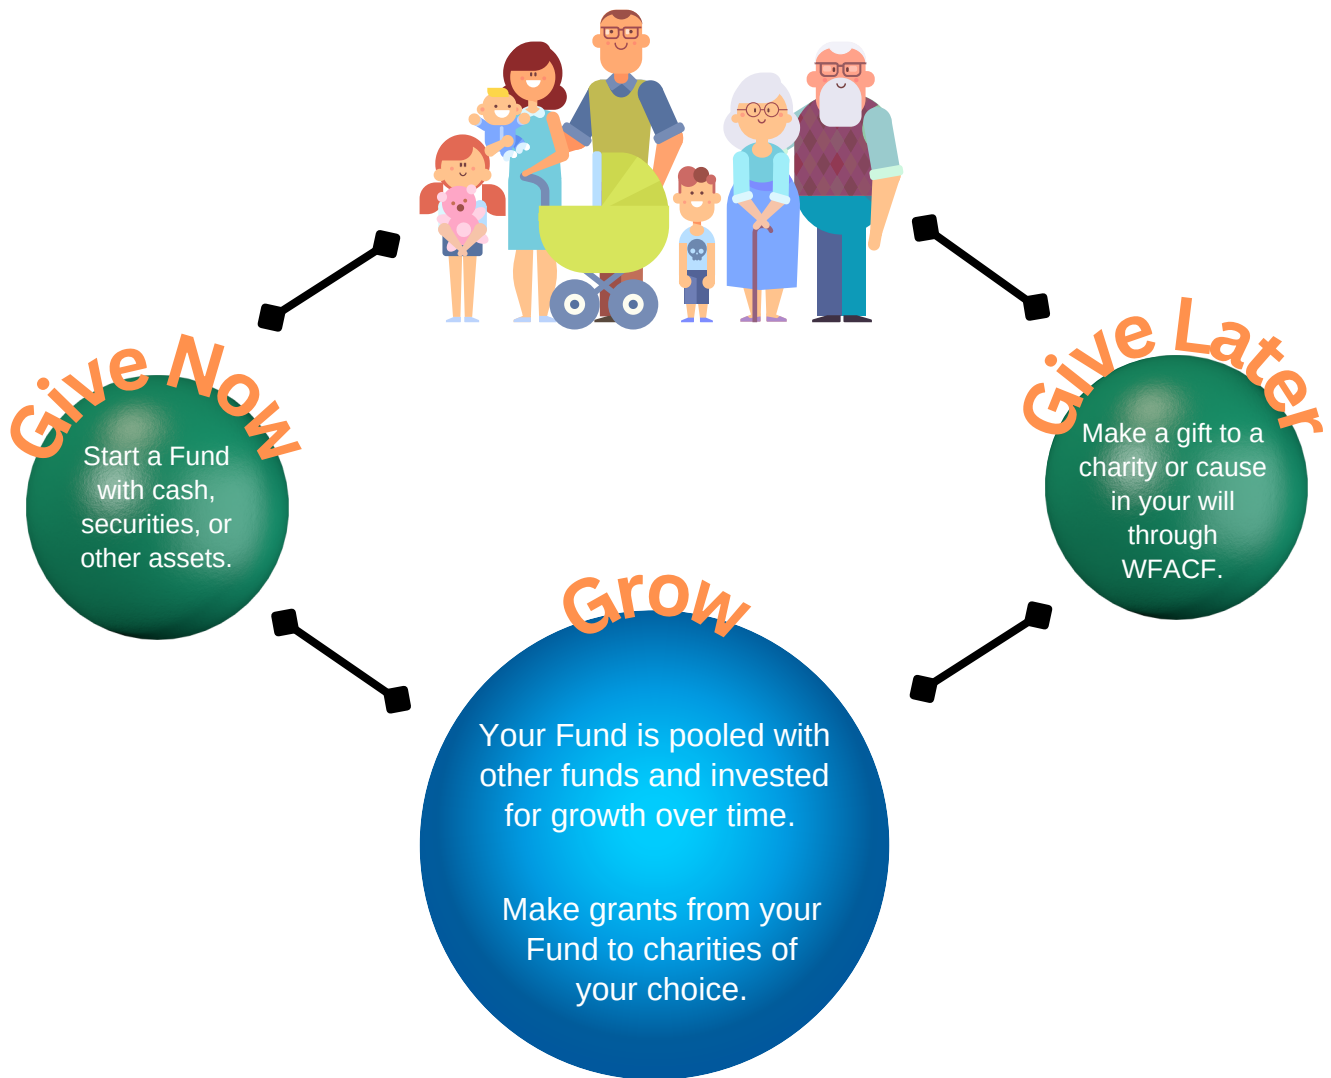 Give Now
Start a Fund
with cash,
securities, or
other assets.
Give Later
Make a gift to a
charity or cause
in your will
through
WFACF.
Grow
Your Fund is pooled with
other funds and invested
for growth over time.
Make grants from your
Fund to charities of
your choice.